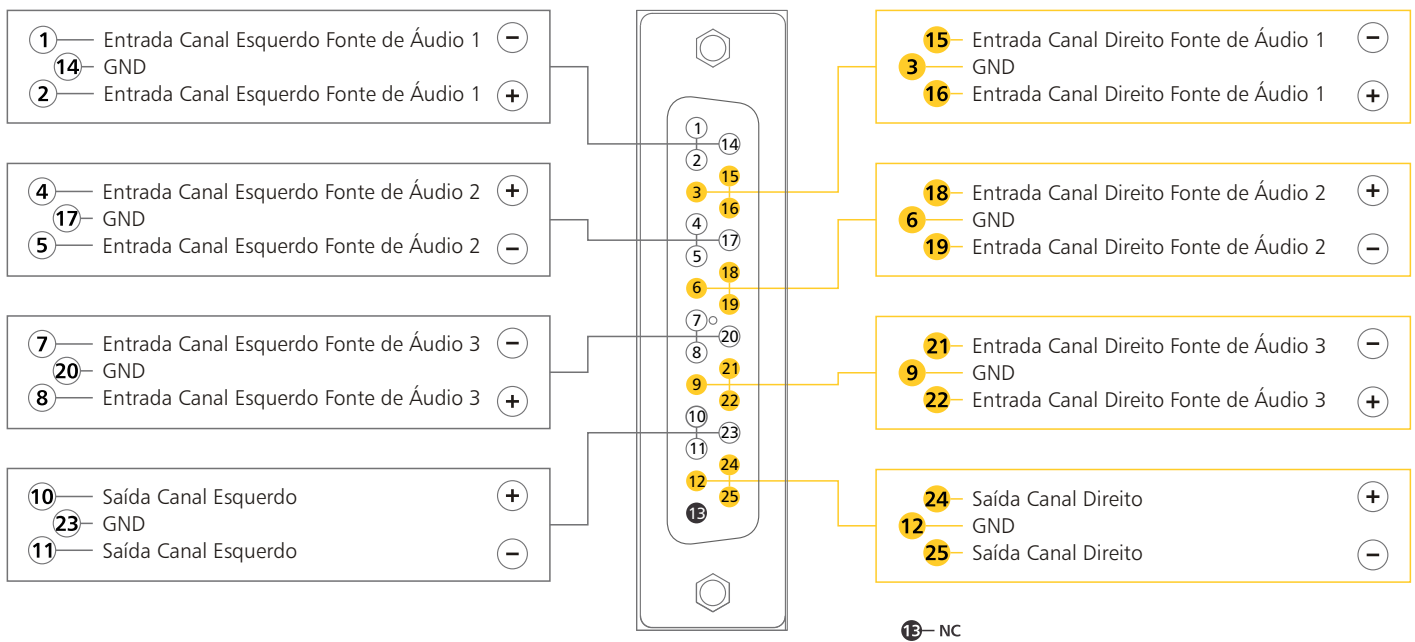 1 Entrada Canal Esquerdo Fonte de Áudio 1 −
14 GND
2 Entrada Canal Esquerdo Fonte de Áudio 1 +
4 Entrada Canal Esquerdo Fonte de Áudio 2 +
17 GND
5 Entrada Canal Esquerdo Fonte de Áudio 2 −
7 Entrada Canal Esquerdo Fonte de Áudio 3 −
20 GND
8 Entrada Canal Esquerdo Fonte de Áudio 3 +
10 Saída Canal Esquerdo +
23 GND
11 Saída Canal Esquerdo −
1
14
2
15
3
16
4
17
5
18
6
19
7
20
8
21
9
22
10
23
11
24
12
25
13
15 Entrada Canal Direito Fonte de Áudio 1 −
3 GND
16 Entrada Canal Direito Fonte de Áudio 1 +
18 Entrada Canal Direito Fonte de Áudio 2 +
6 GND
19 Entrada Canal Direito Fonte de Áudio 2 −
21 Entrada Canal Direito Fonte de Áudio 3 −
9 GND
22 Entrada Canal Direito Fonte de Áudio 3 +
24 Saída Canal Direito +
12 GND
25 Saída Canal Direito −
13 NC